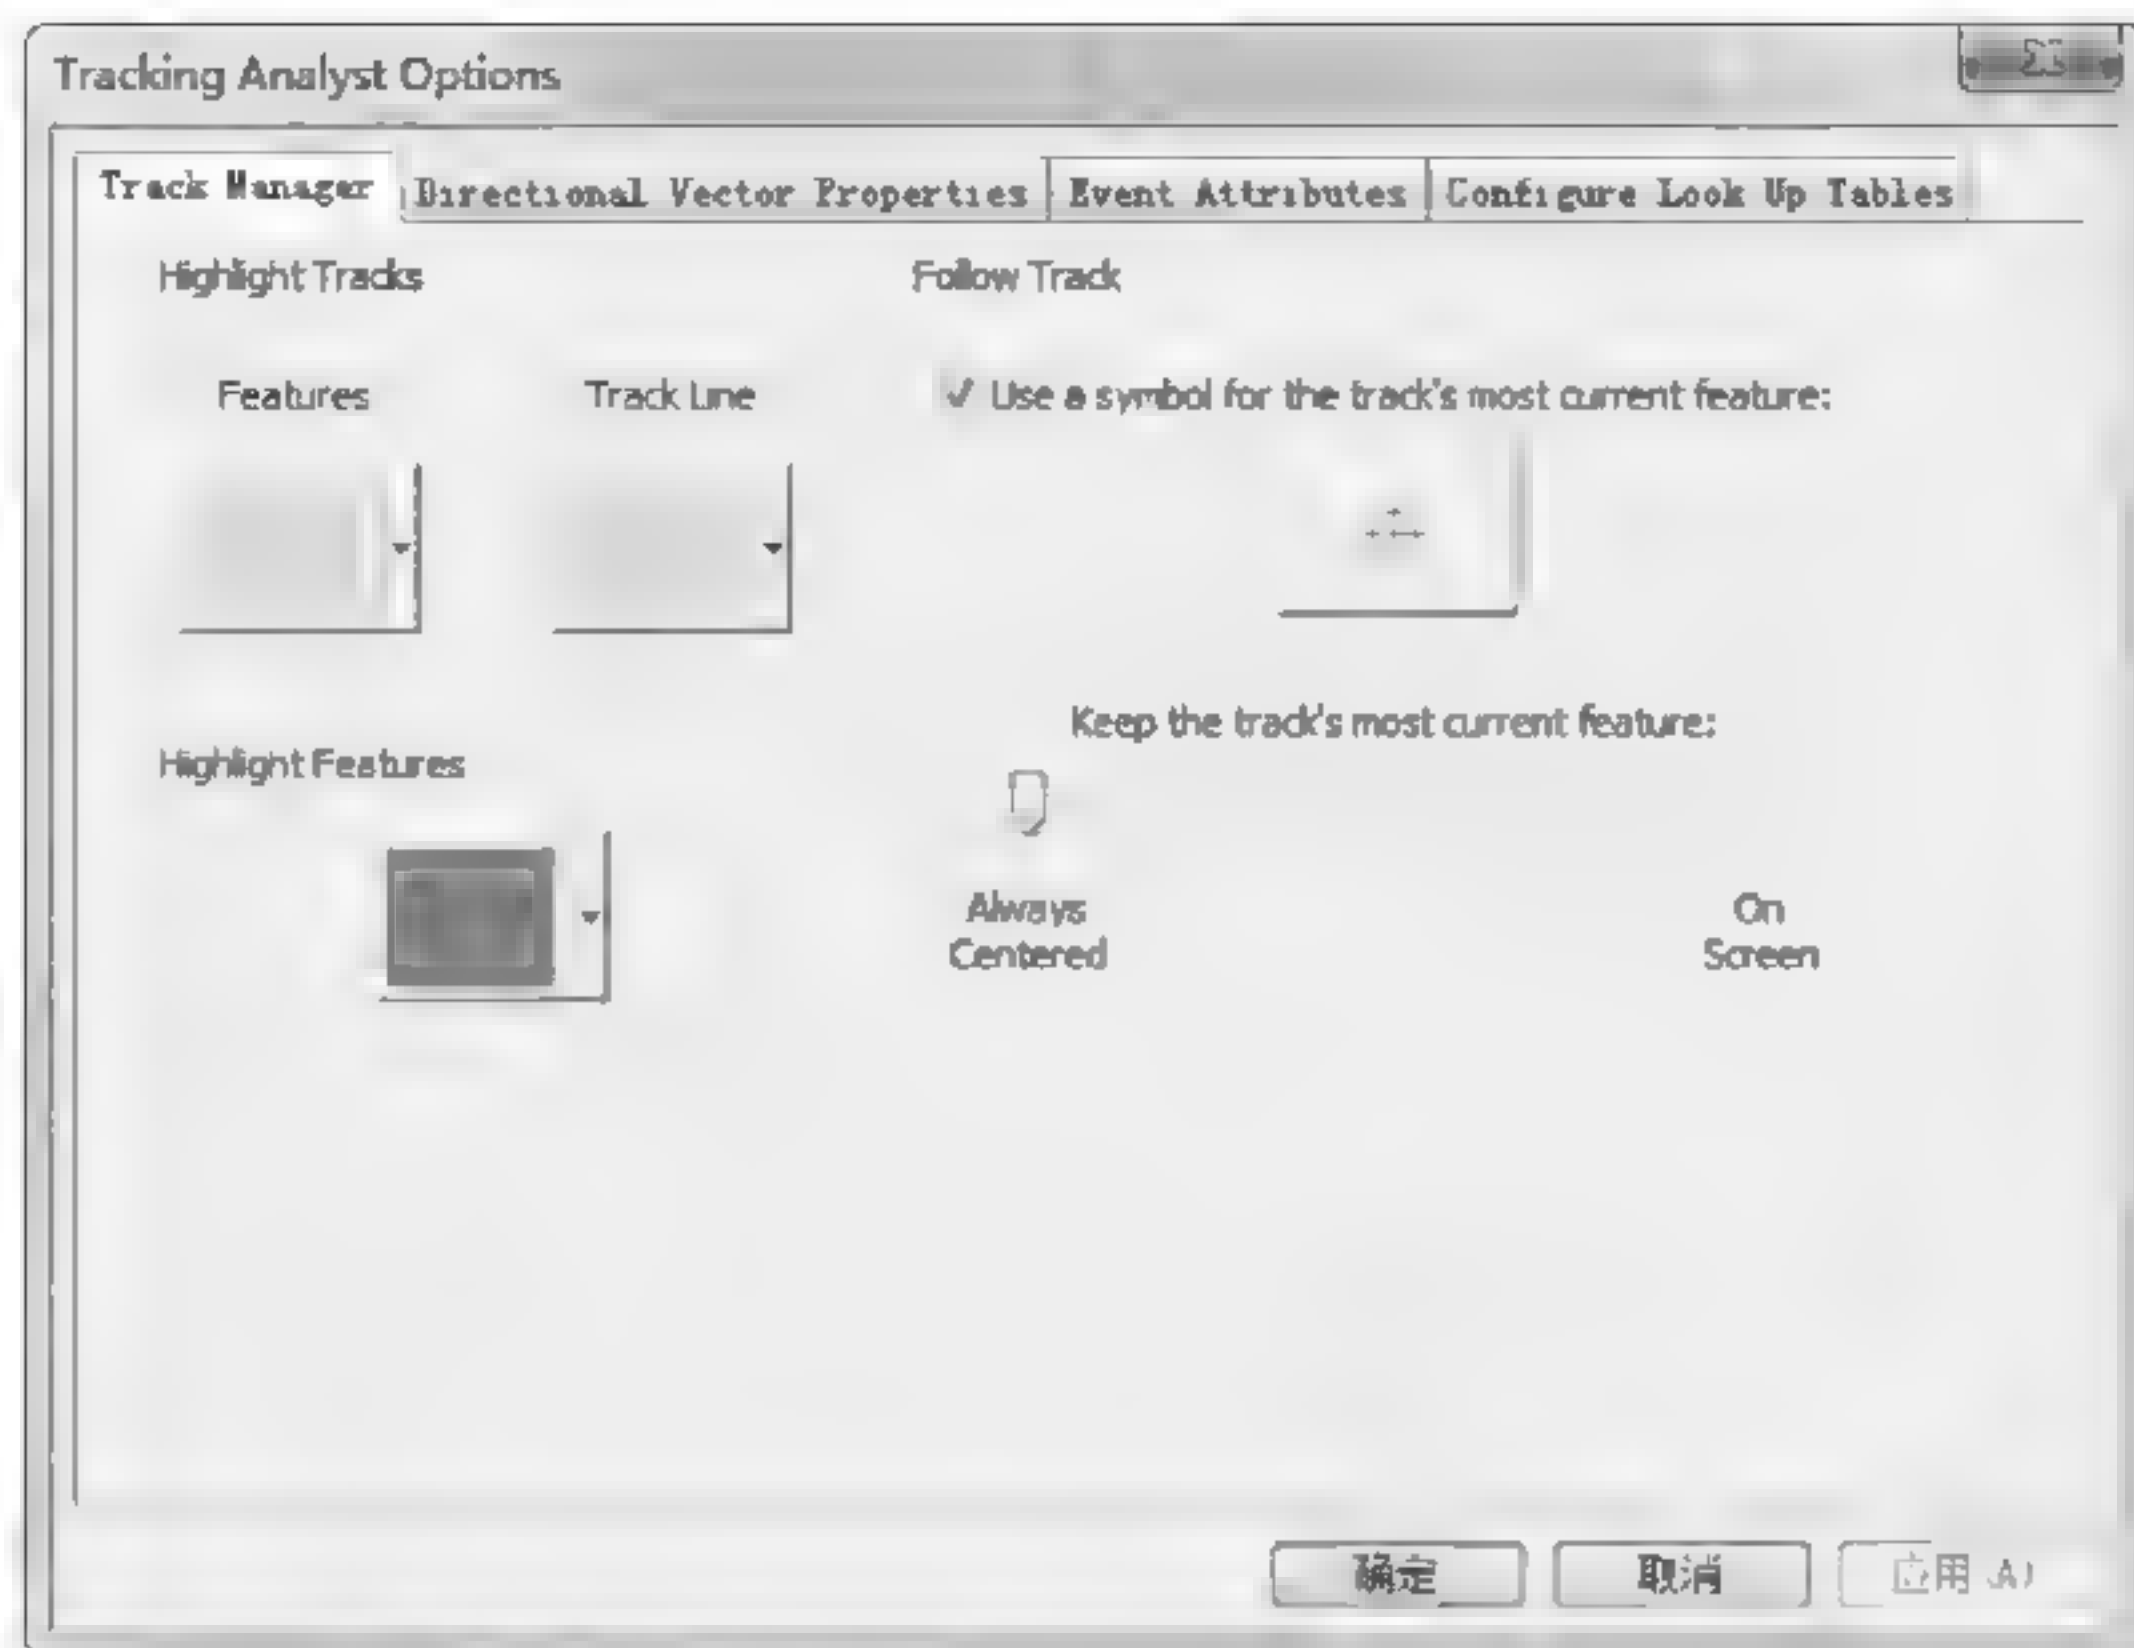 Tracking Analyst Options
Track Manager Directional Vector Properties Event Attributes Configure Look Up Tables
Highlight Tracks Follow Track
Features Track Line ✓ Use a symbol for the track's most current feature:
Keep the track's most current feature:
Highlight Features
Always Centered
On Screen
确定 取消 应用(A)